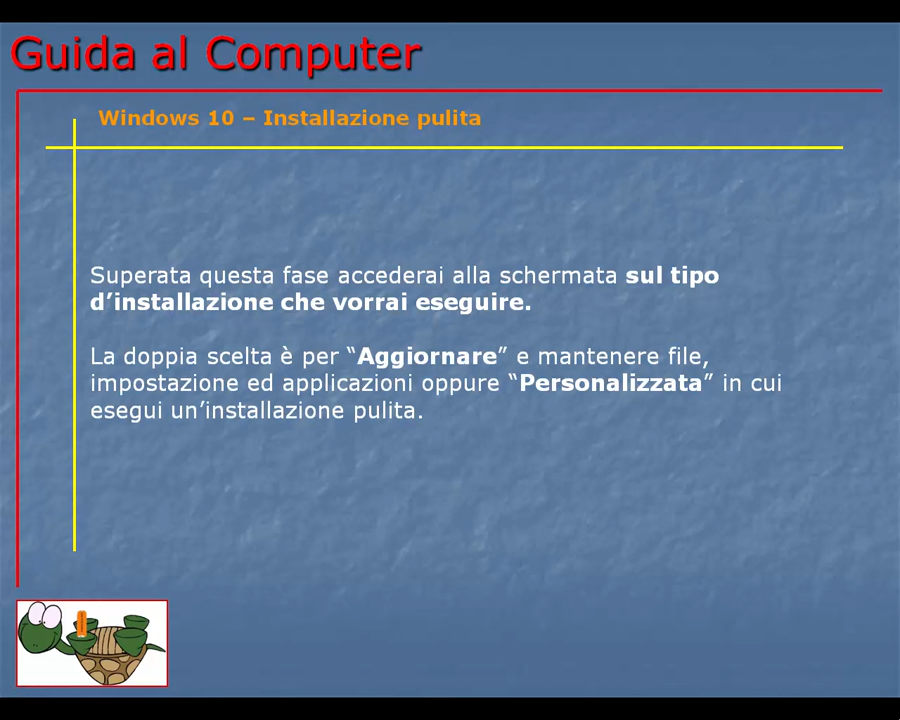 Guida al Computer
Windows 10 – Installazione pulita
Superata questa fase accederai alla schermata sul tipo
d’installazione che vorrai eseguire.
La doppia scelta è per “Aggiornare” e mantenere file,
impostazione ed applicazioni oppure “Personalizzata” in cui
esegui un’installazione pulita.